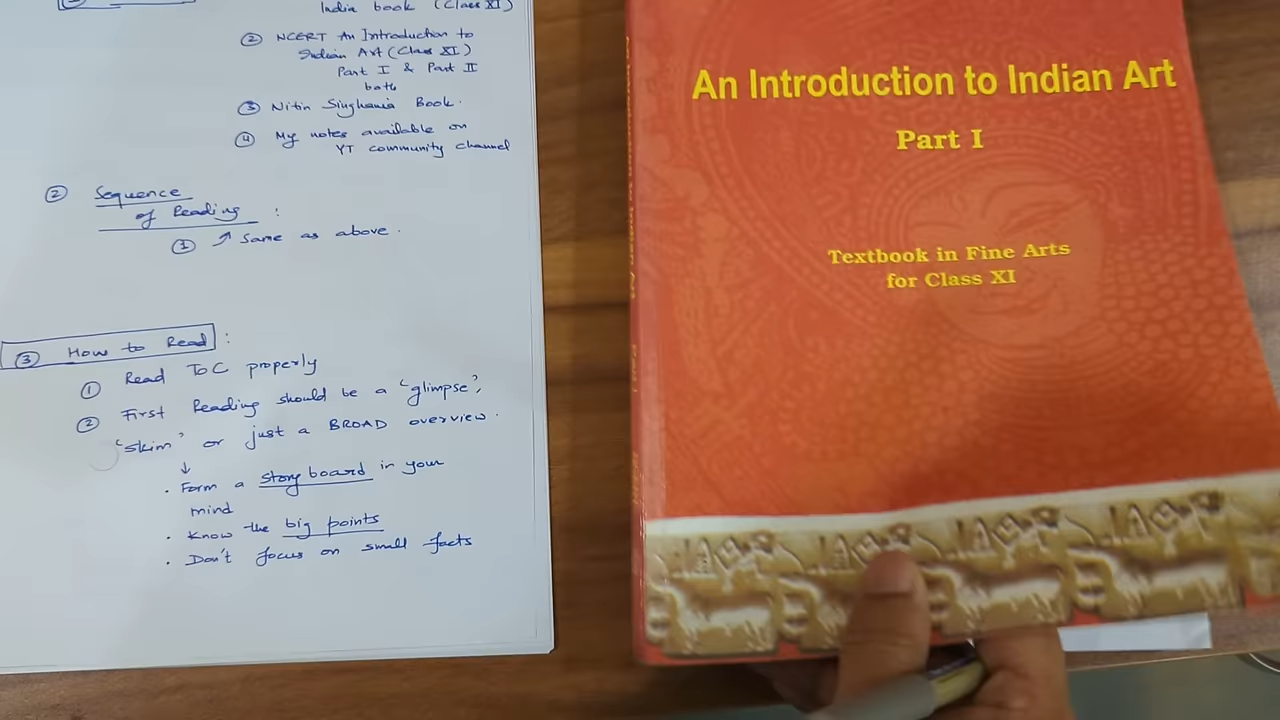 India book (Class XI)
② NCERT An Introduction to
Indian Art (Class XI)
Part I & Part II
both
③ Nitin Singhania Book.
④ My notes available on
YT community channel
② Sequence
of Reading :
① Same as above.
③ How to Read :
① Read ToC properly
② First Reading should be a 'glimpse',
'skim' or just a BROAD overview.
• Form a story board in your
mind
• Know the big points
• Don't focus on small facts
An Introduction to Indian Art
Part I
Textbook in Fine Arts
for Class XI